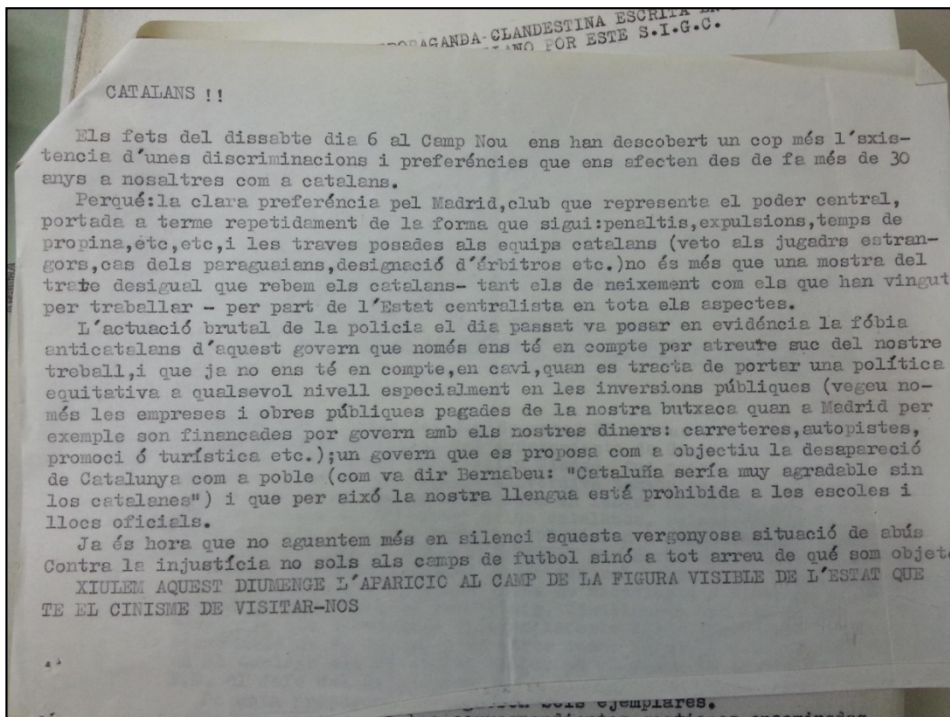 PROPAGANDA-CLANDESTINA ESCRITA
POR ESTE S.I.G.C.
CATALANS !!
Els fets del dissabte dia 6 al Camp Nou ens han descobert un cop més l´sxis-
tencia d´unes discriminacions i preferéncies que ens afecten des de fa més de 30
anys a nosaltres com a catalans.
Perqué:la clara preferéncia pel Madrid,club que representa el poder central,
portada a terme repetidament de la forma que sigui:penaltis,expulsions,temps de
propina,étc,etc,i les traves posades als equips catalans (veto als jugadrs estran-
gors,cas dels paraguaians,designació d´árbitros etc.)no és més que una mostra del
trate desigual que rebem els catalans- tant els de neixement com els que han vingut
per traballar - per part de l´Estat centralista en tota els aspectes.
L´actuació brutal de la policia el dia passat va posar en evidéncia la fóbia
anticatalans d´aquest govern que només ens té en compte per atreure suc del nostre
treball,i que ja no ens té en compte,en cavi,quan es tracta de portar una política
equitativa a qualsevol nivell especialment en les inversions públiques (vegeu no-
més les empreses i obres públiques pagades de la nostra butxaca quan a Madrid per
exemple son financades por govern amb els nostres diners: carreteres,autopistes,
promoci ó turística etc.);un govern que es proposa com a objectiu la desapareció
de Catalunya com a poble (com va dir Bernabeu: "Cataluña sería muy agradable sin
los catalanes") i que per aixó la nostra llengua está prohibida a les escoles i
llocs oficials.
Ja és hora que no aguantem més en silenci aquesta vergonyosa situació de abús
Contra la injustícia no sols als camps de futbol sinó a tot arreu de qué som objet
XIULEM AQUEST DIUMENGE L´APARICIO AL CAMP DE LA FIGURA VISIBLE DE L´ESTAT QUE
TE EL CINISME DE VISITAR-NOS
seis ejemplares.